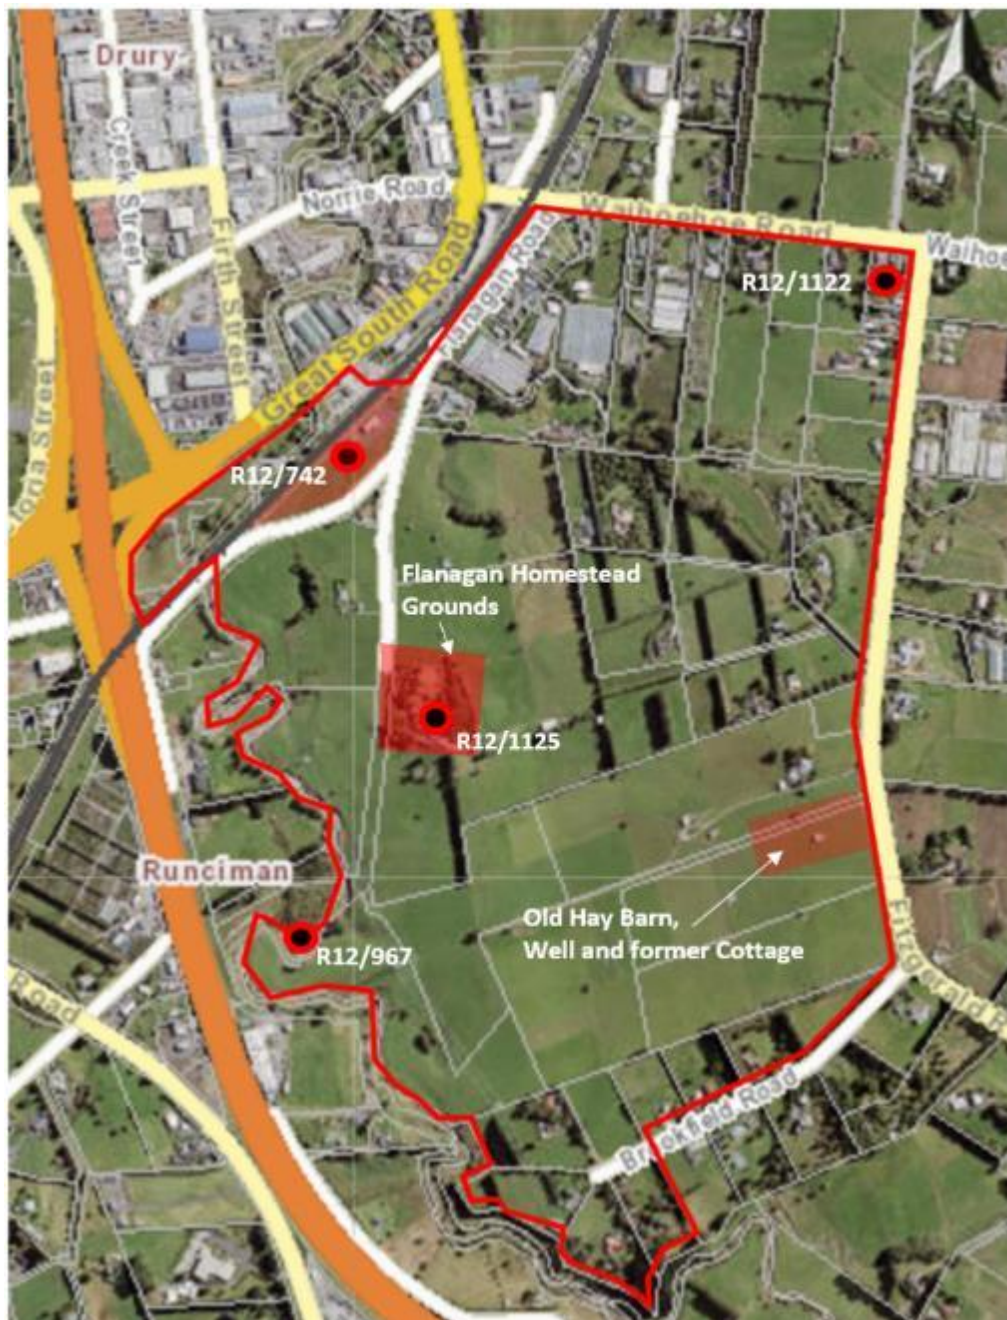 Drury
Creek Street
Firth Street
Norrie Road
Great South Road
Flanagan Road
Waihoehoe Road
Waihoe
R12/1122
toria Street
R12/742
Flanagan Homestead
Grounds
R12/1125
Runciman
Old Hay Barn,
Well and former Cottage
R12/967
Road
Fitzgerald R
Brookfield Road